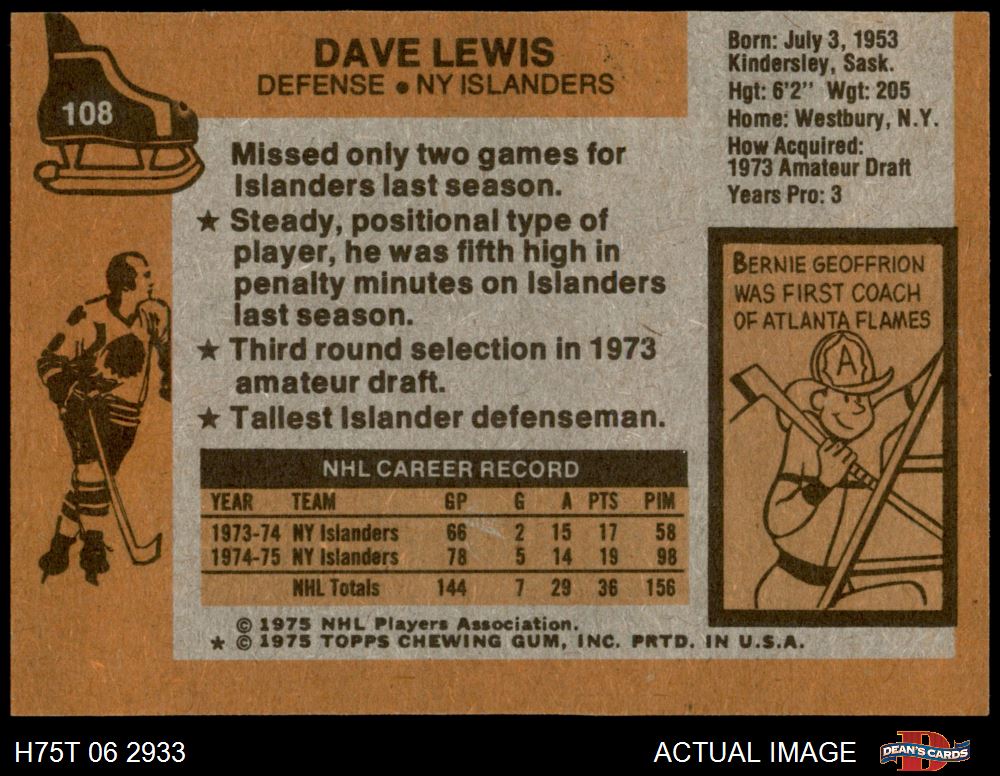 108
DAVE LEWIS
DEFENSE • NY ISLANDERS
Born: July 3, 1953
Kindersley, Sask.
Hgt: 6'2" Wgt: 205
Home: Westbury, N.Y.
How Acquired:
1973 Amateur Draft
Years Pro: 3
Missed only two games for
Islanders last season.
★ Steady, positional type of
player, he was fifth high in
penalty minutes on Islanders
last season.
★ Third round selection in 1973
amateur draft.
★ Tallest Islander defenseman.
BERNIE GEOFFRION
WAS FIRST COACH
OF ATLANTA FLAMES
A
NHL CAREER RECORD
YEAR TEAM GP G A PTS PIM
1973-74 NY Islanders 66 2 15 17 58
1974-75 NY Islanders 78 5 14 19 98
NHL Totals 144 7 29 36 156
© 1975 NHL Players Association.
★ © 1975 TOPPS CHEWING GUM, INC. PRTD. IN U.S.A.
H75T 06 2933
ACTUAL IMAGE
D
DEAN'S CARDS